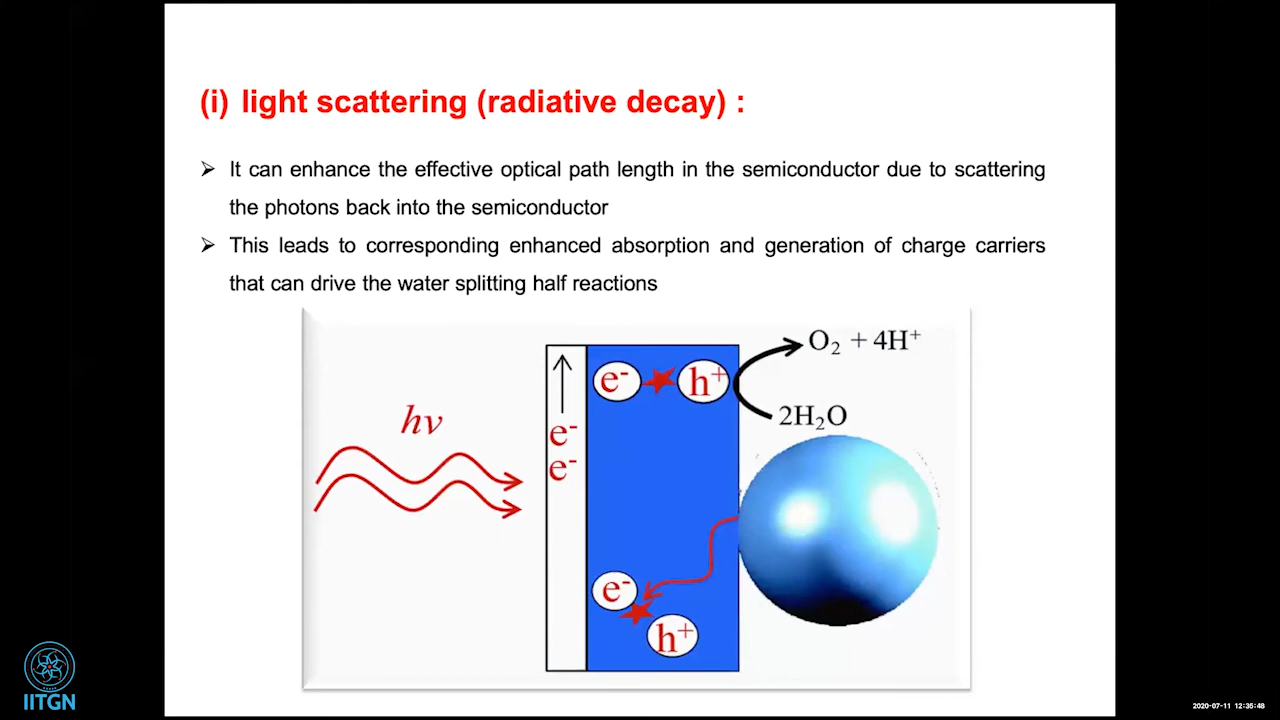 (i) light scattering (radiative decay) :
➢ It can enhance the effective optical path length in the semiconductor due to scattering
the photons back into the semiconductor
➢ This leads to corresponding enhanced absorption and generation of charge carriers
that can drive the water splitting half reactions
O₂ + 4H⁺
e⁻ h⁺
hν
2H₂O
e⁻
e⁻
e⁻
h⁺
IITGN
2020-07-11 12:35:48